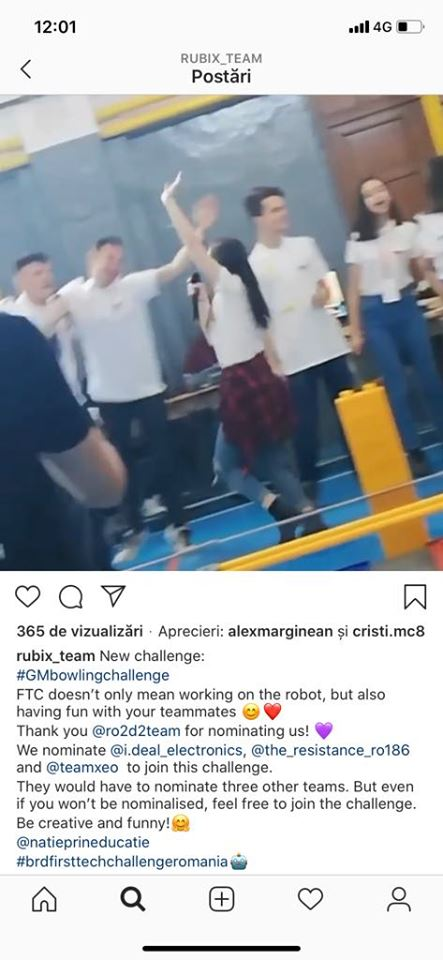 12:01
4G
RUBIX_TEAM
Postări
365 de vizualizări · Aprecieri: alexmarginean și cristi.mc8
rubix_team New challenge:
#GMbowlingchallenge
FTC doesn’t only mean working on the robot, but also
having fun with your teammates 😊❤️
Thank you @ro2d2team for nominating us! 💜
We nominate @i.deal_electronics, @the_resistance_ro186
and @teamxeo to join this challenge.
They would have to nominate three other teams. But even
if you won’t be nominalised, feel free to join the challenge.
Be creative and funny!🤗
@natieprineducatie
#brdfirsttechchallengeromania🤖